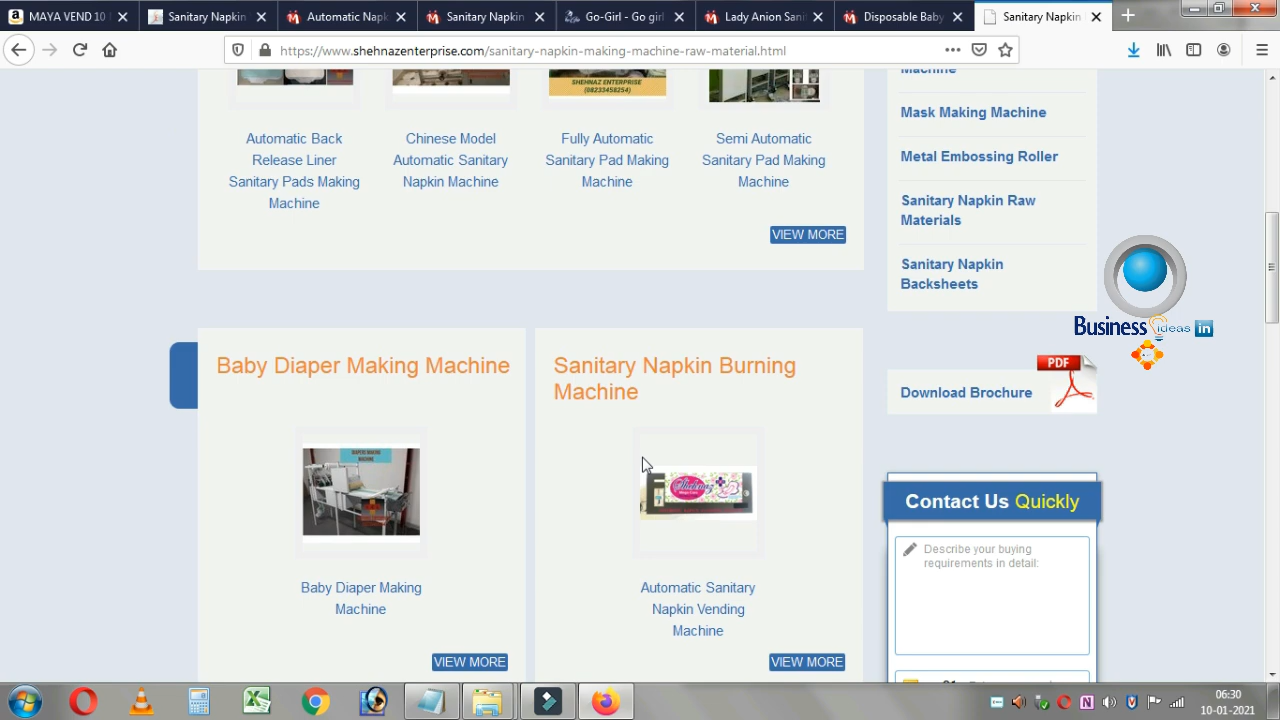 MAYA VEND 10 N
Sanitary Napkin
Automatic Napk
Sanitary Napkin
Go-Girl - Go girl
Lady Anion Sani
Disposable Baby
Sanitary Napkin
https://www.shehnazenterprise.com/sanitary-napkin-making-machine-raw-material.html
SHEHNAZ ENTERPRISE
(08233458254)
Automatic Back
Release Liner
Sanitary Pads Making
Machine
Chinese Model
Automatic Sanitary
Napkin Machine
Fully Automatic
Sanitary Pad Making
Machine
Semi Automatic
Sanitary Pad Making
Machine
VIEW MORE
Machine
Mask Making Machine
Metal Embossing Roller
Sanitary Napkin Raw
Materials
Sanitary Napkin
Backsheets
Business ideas in
PDF
Download Brochure
Baby Diaper Making Machine
DIAPERS MAKING
MACHINE
Baby Diaper Making
Machine
VIEW MORE
Sanitary Napkin Burning
Machine
Automatic Sanitary
Napkin Vending
Machine
VIEW MORE
Contact Us Quickly
Describe your buying
requirements in detail:
06:30
10-01-2021